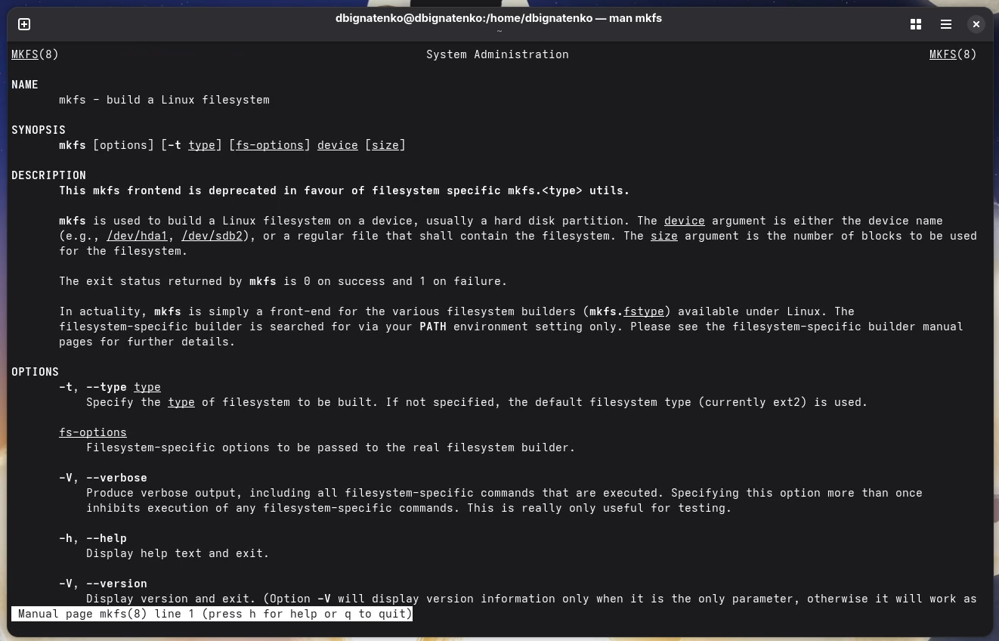 dbignatenko@dbignatenko:/home/dbignatenko — man mkfs
~
MKFS(8) System Administration MKFS(8)
NAME
mkfs - build a Linux filesystem
SYNOPSIS
mkfs [options] [-t type] [fs-options] device [size]
DESCRIPTION
This mkfs frontend is deprecated in favour of filesystem specific mkfs.<type> utils.
mkfs is used to build a Linux filesystem on a device, usually a hard disk partition. The device argument is either the device name
(e.g., /dev/hda1, /dev/sdb2), or a regular file that shall contain the filesystem. The size argument is the number of blocks to be used
for the filesystem.
The exit status returned by mkfs is 0 on success and 1 on failure.
In actuality, mkfs is simply a front-end for the various filesystem builders (mkfs.fstype) available under Linux. The
filesystem-specific builder is searched for via your PATH environment setting only. Please see the filesystem-specific builder manual
pages for further details.
OPTIONS
-t, --type type
Specify the type of filesystem to be built. If not specified, the default filesystem type (currently ext2) is used.
fs-options
Filesystem-specific options to be passed to the real filesystem builder.
-V, --verbose
Produce verbose output, including all filesystem-specific commands that are executed. Specifying this option more than once
inhibits execution of any filesystem-specific commands. This is really only useful for testing.
-h, --help
Display help text and exit.
-V, --version
Display version and exit. (Option -V will display version information only when it is the only parameter, otherwise it will work as
Manual page mkfs(8) line 1 (press h for help or q to quit)